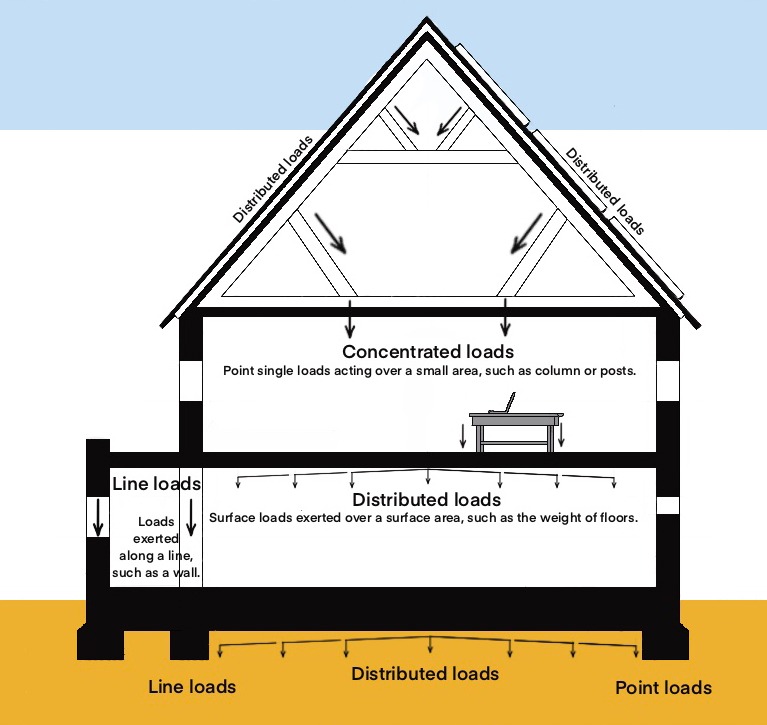 Distributed loads
Distributed loads
Concentrated loads
Point single loads acting over a small area, such as column or posts.
Line loads
Loads
exerted
along a line,
such as a wall.
Distributed loads
Surface loads exerted over a surface area, such as the weight of floors.
Line loads
Distributed loads
Point loads